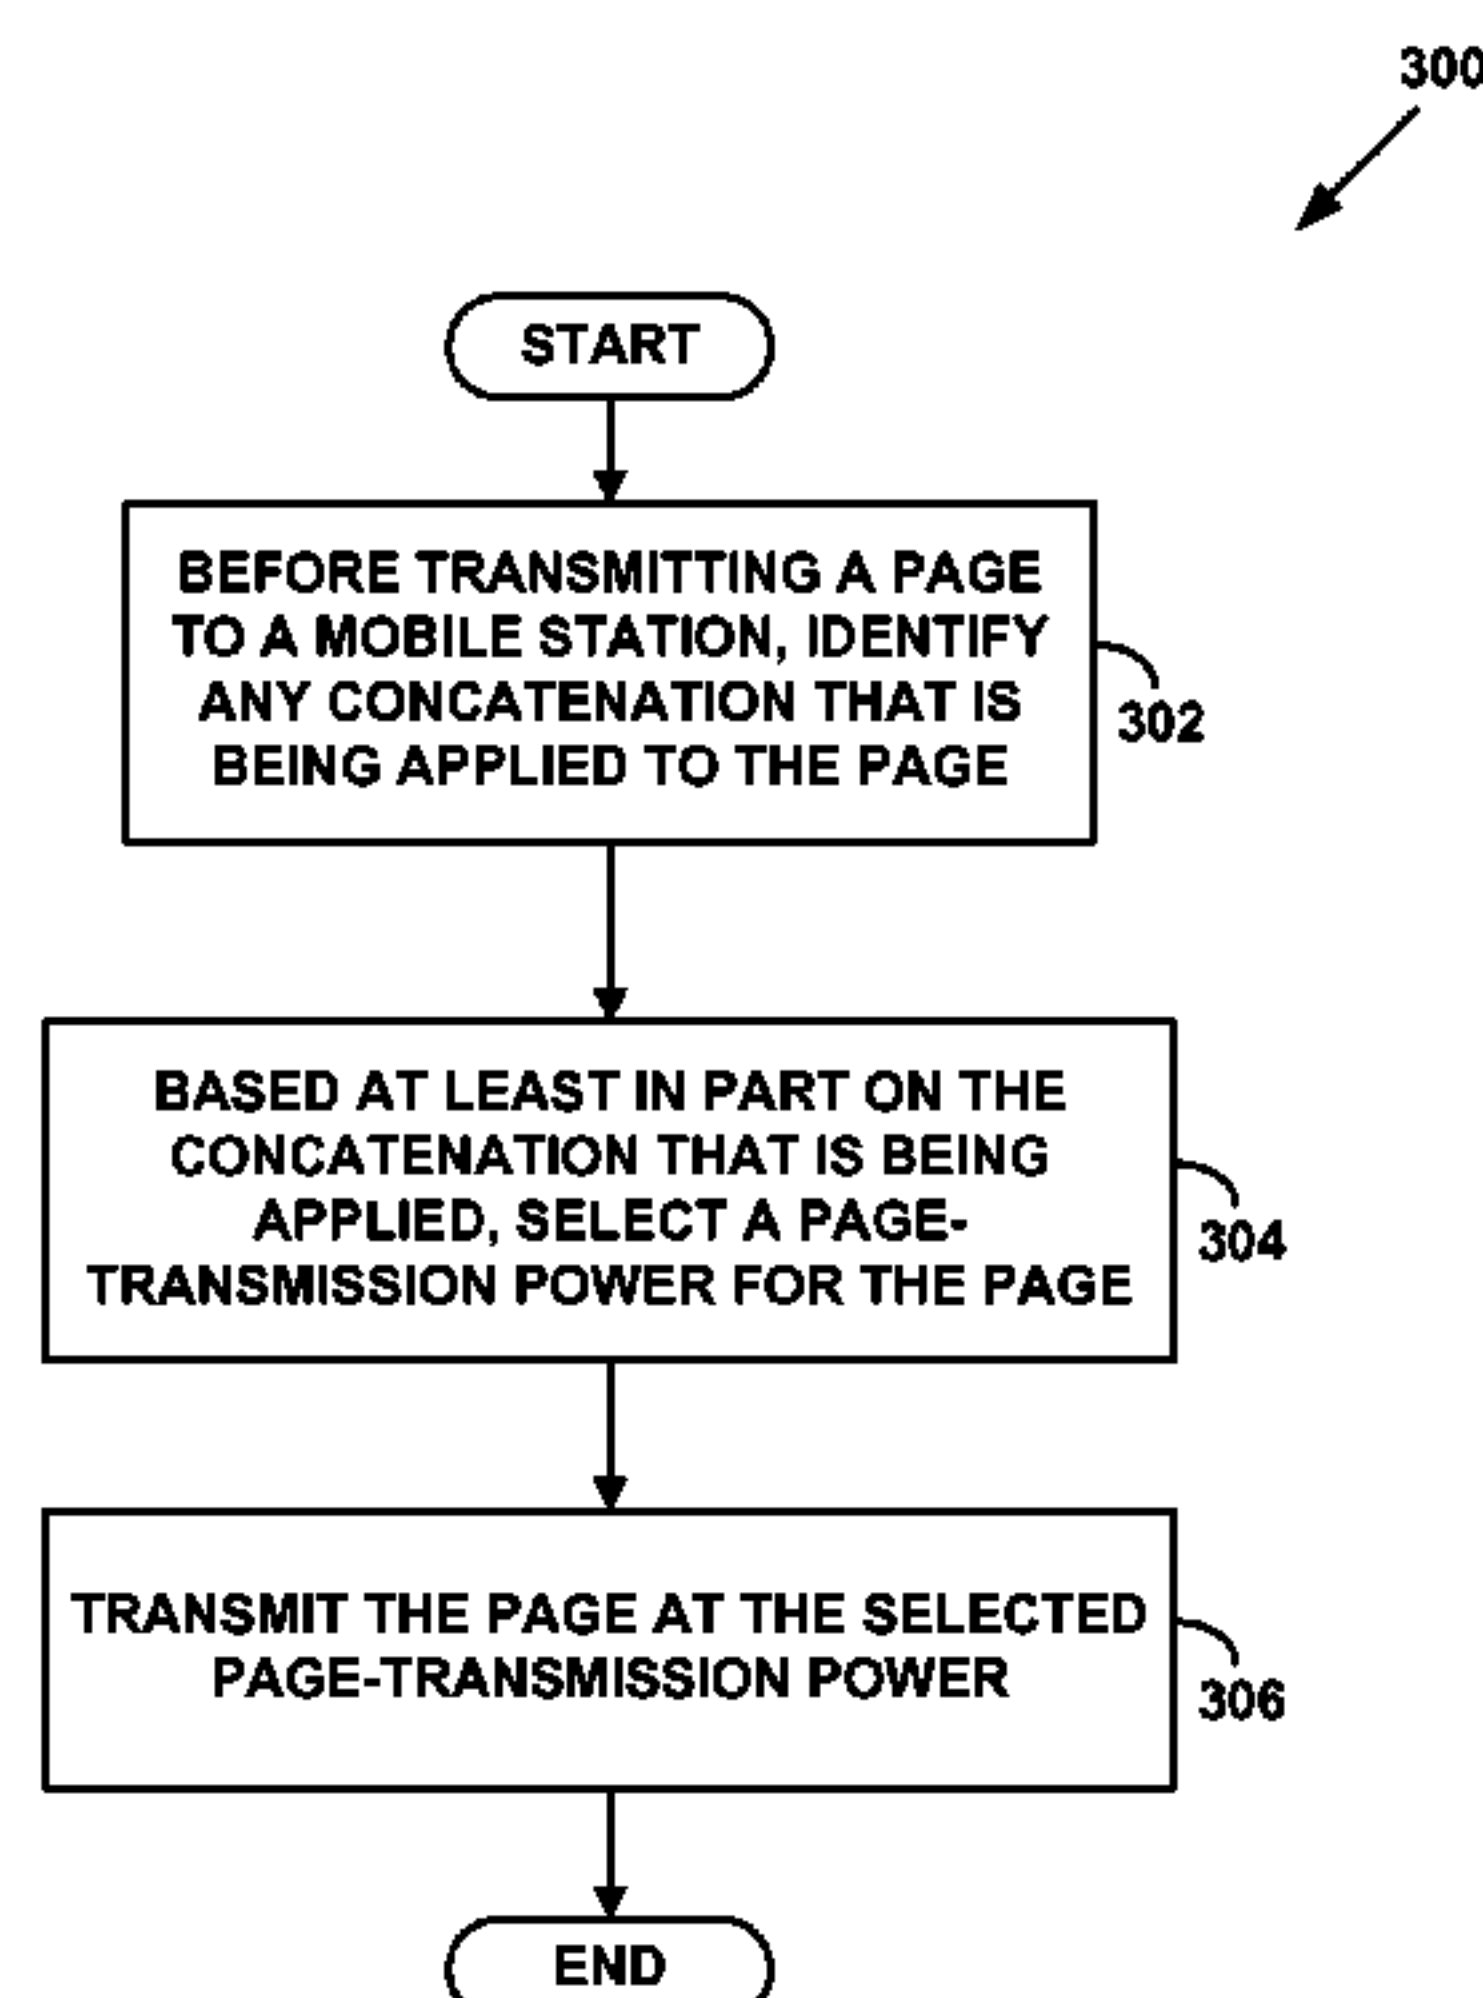 300
START
BEFORE TRANSMITTING A PAGE
TO A MOBILE STATION, IDENTIFY
ANY CONCATENATION THAT IS
BEING APPLIED TO THE PAGE
302
BASED AT LEAST IN PART ON THE
CONCATENATION THAT IS BEING
APPLIED, SELECT A PAGE-
TRANSMISSION POWER FOR THE PAGE
304
TRANSMIT THE PAGE AT THE SELECTED
PAGE-TRANSMISSION POWER
306
END